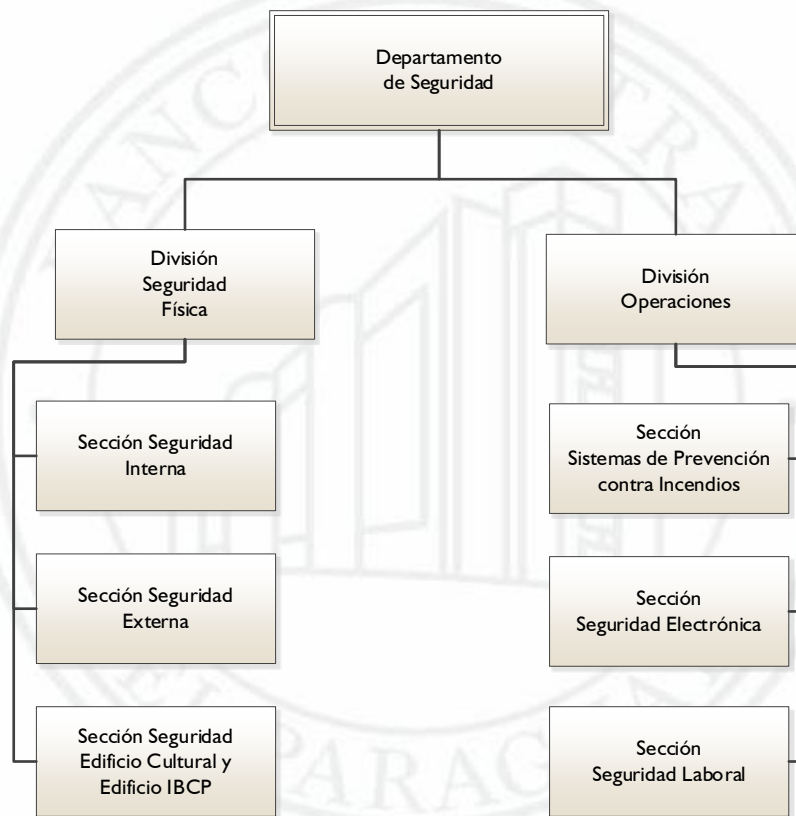 Departamento
de Seguridad
División
Seguridad
Física
División
Operaciones
Sección Seguridad
Interna
Sección
Sistemas de Prevención
contra Incendios
Sección Seguridad
Externa
Sección
Seguridad Electrónica
Sección Seguridad
Edificio Cultural y
Edificio IBCP
Sección
Seguridad Laboral